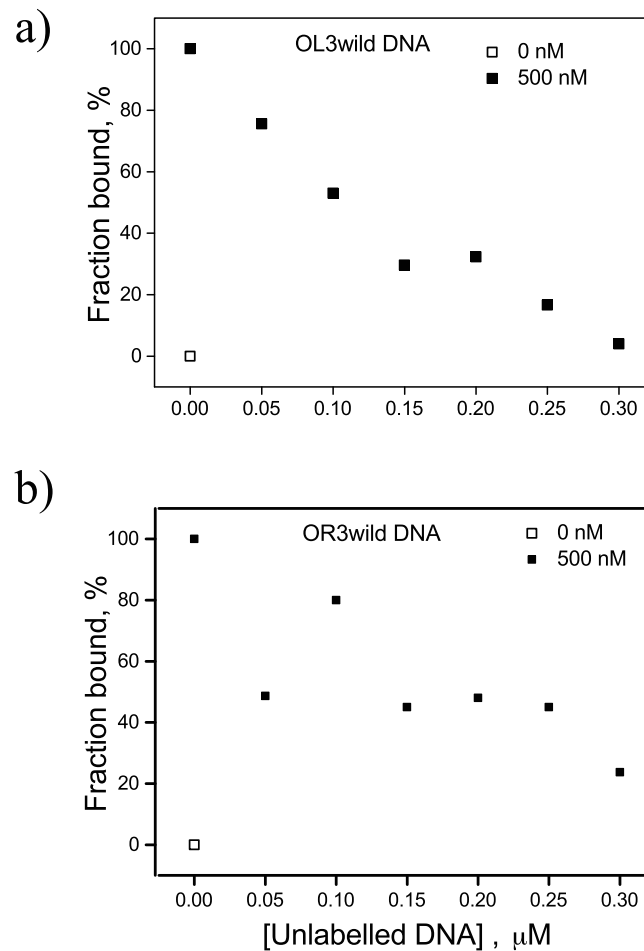 a)
OL3wild DNA
0 nM
500 nM
Fraction bound, %
100
80
60
40
20
0
0.00 0.05 0.10 0.15 0.20 0.25 0.30
b)
OR3wild DNA
0 nM
500 nM
Fraction bound, %
100
80
60
40
20
0
0.00 0.05 0.10 0.15 0.20 0.25 0.30
[Unlabelled DNA] , μM